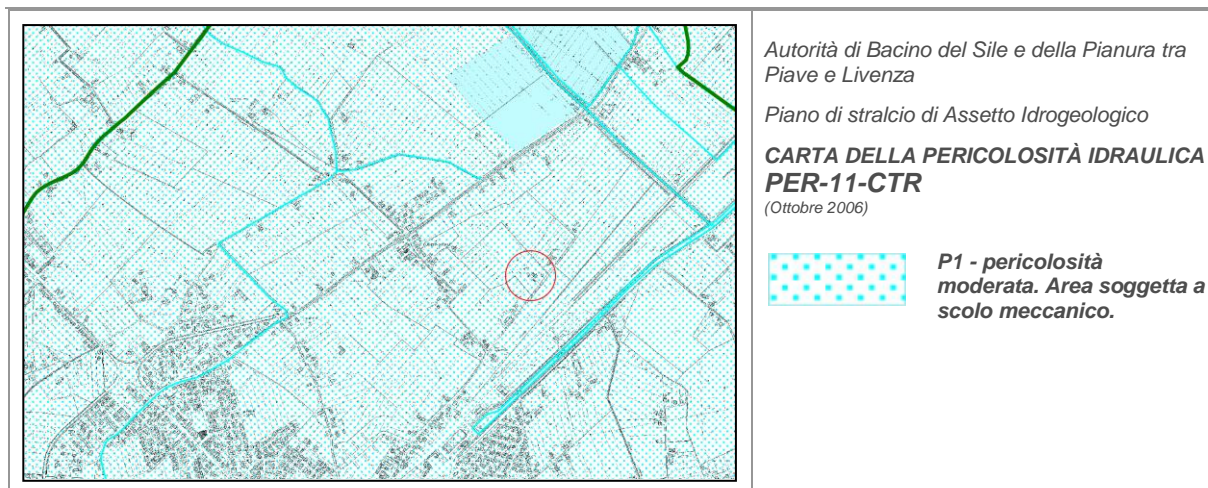 Autorità di Bacino del Sile e della Pianura tra
Piave e Livenza
Piano di stralcio di Assetto Idrogeologico
CARTA DELLA PERICOLOSITÀ IDRAULICA
PER-11-CTR
(Ottobre 2006)
P1 - pericolosità
moderata. Area soggetta a
scolo meccanico.